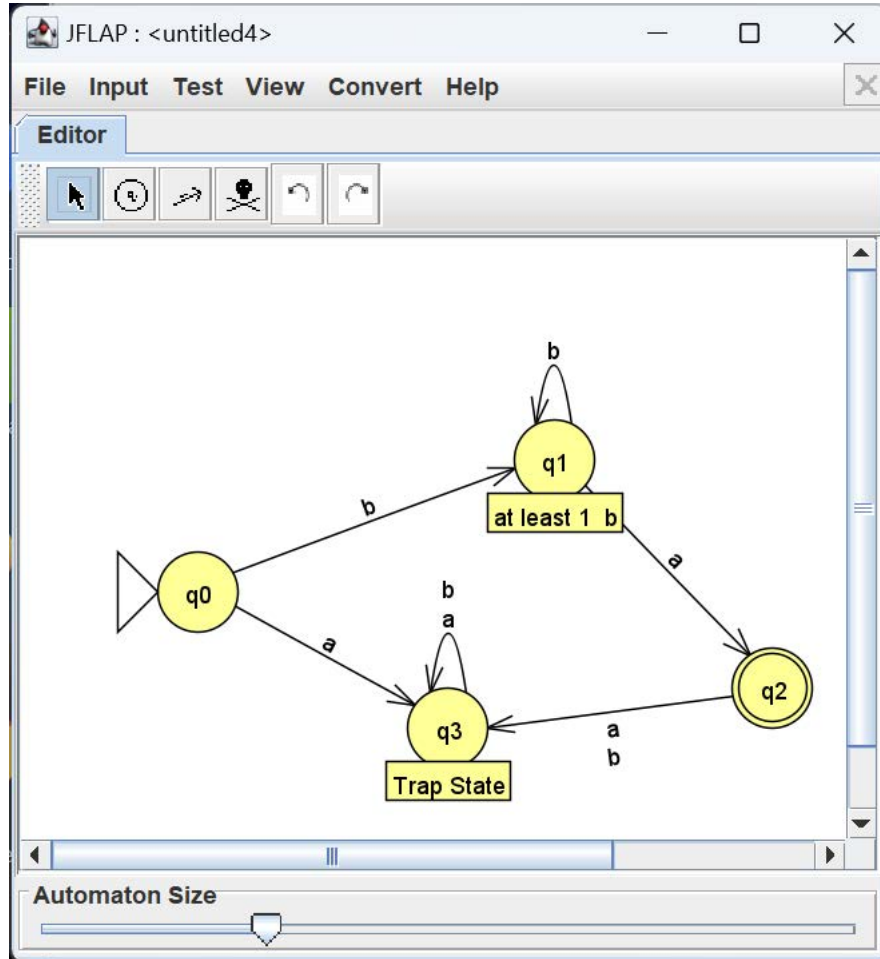 JFLAP : <untitled4>
File Input Test View Convert Help
Editor
b
q1
at least 1 b
b
a
q0
b
a
a
q2
q3
a
b
Trap State
Automaton Size